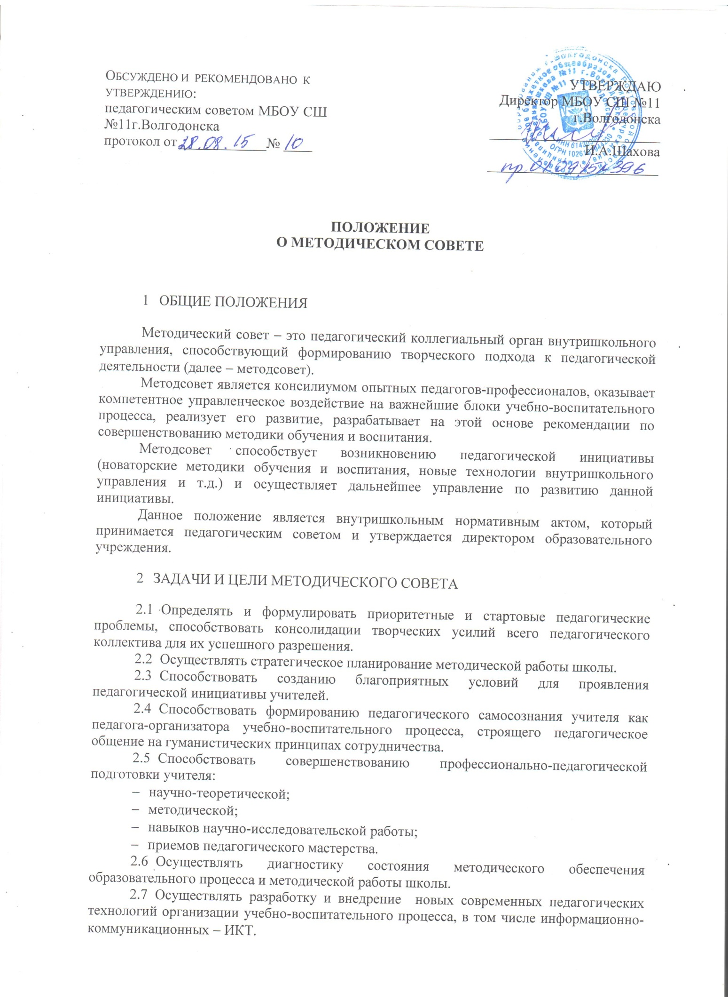 ОБСУЖДЕНО И РЕКОМЕНДОВАНО К
УТВЕРЖДЕНИЮ:
педагогическим советом МБОУ СШ
№11г.Волгодонска
протокол от 28.08.15 № 10
УТВЕРЖДАЮ
Директор МБОУ СШ №11
г.Волгодонска
И.А.Шахова
пр 01.09.15 № 396
ИНН 6143039021
ПОЛОЖЕНИЕ
О МЕТОДИЧЕСКОМ СОВЕТЕ
1 ОБЩИЕ ПОЛОЖЕНИЯ
Методический совет – это педагогический коллегиальный орган внутришкольного
управления, способствующий формированию творческого подхода к педагогической
деятельности (далее – методсовет).
Методсовет является консилиумом опытных педагогов-профессионалов, оказывает
компетентное управленческое воздействие на важнейшие блоки учебно-воспитательного
процесса, реализует его развитие, разрабатывает на этой основе рекомендации по
совершенствованию методики обучения и воспитания.
Методсовет способствует возникновению педагогической инициативы
(новаторские методики обучения и воспитания, новые технологии внутришкольного
управления и т.д.) и осуществляет дальнейшее управление по развитию данной
инициативы.
Данное положение является внутришкольным нормативным актом, который
принимается педагогическим советом и утверждается директором образовательного
учреждения.
2 ЗАДАЧИ И ЦЕЛИ МЕТОДИЧЕСКОГО СОВЕТА
2.1 Определять и формулировать приоритетные и стартовые педагогические
проблемы, способствовать консолидации творческих усилий всего педагогического
коллектива для их успешного разрешения.
2.2 Осуществлять стратегическое планирование методической работы школы.
2.3 Способствовать созданию благоприятных условий для проявления
педагогической инициативы учителей.
2.4 Способствовать формированию педагогического самосознания учителя как
педагога-организатора учебно-воспитательного процесса, строящего педагогическое
общение на гуманистических принципах сотрудничества.
2.5 Способствовать совершенствованию профессионально-педагогической
подготовки учителя:
– научно-теоретической;
– методической;
– навыков научно-исследовательской работы;
– приемов педагогического мастерства.
2.6 Осуществлять диагностику состояния методического обеспечения
образовательного процесса и методической работы школы.
2.7 Осуществлять разработку и внедрение новых современных педагогических
технологий организации учебно-воспитательного процесса, в том числе информационно-
коммуникационных – ИКТ.